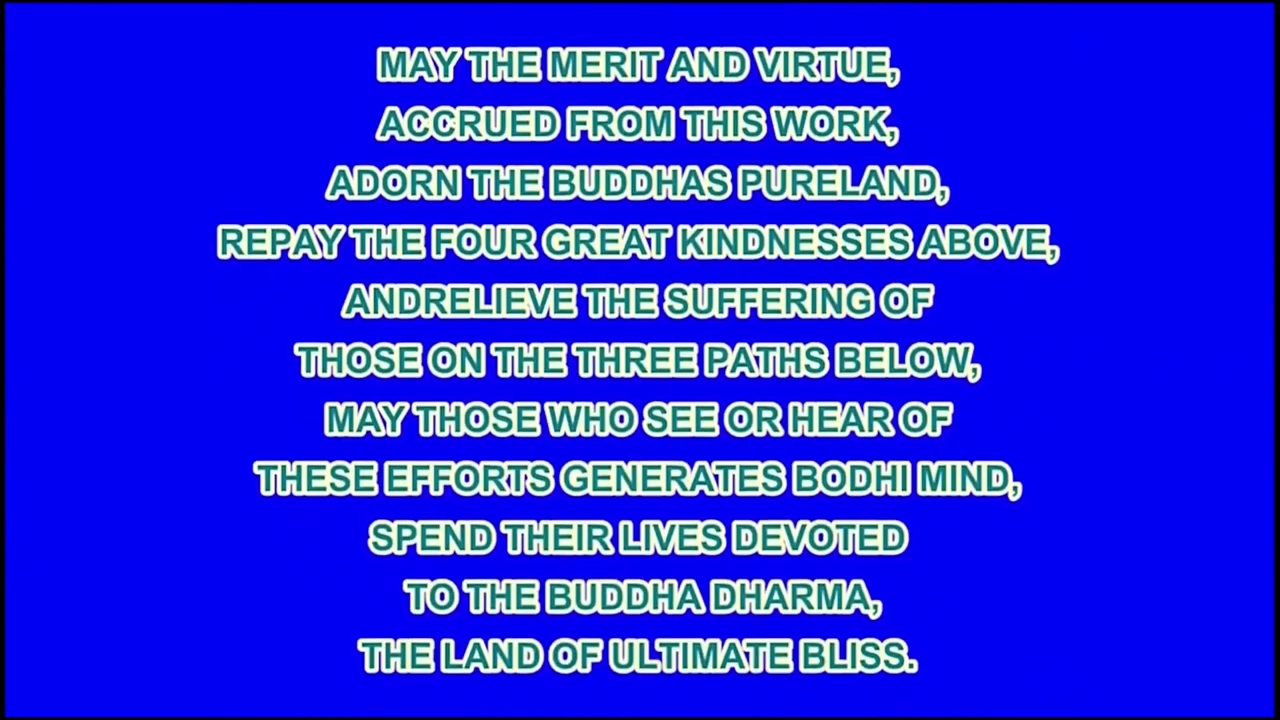 MAY THE MERIT AND VIRTUE,
ACCRUED FROM THIS WORK,
ADORN THE BUDDHAS PURELAND,
REPAY THE FOUR GREAT KINDNESSES ABOVE,
ANDRELIEVE THE SUFFERING OF
THOSE ON THE THREE PATHS BELOW,
MAY THOSE WHO SEE OR HEAR OF
THESE EFFORTS GENERATES BODHI MIND,
SPEND THEIR LIVES DEVOTED
TO THE BUDDHA DHARMA,
THE LAND OF ULTIMATE BLISS.